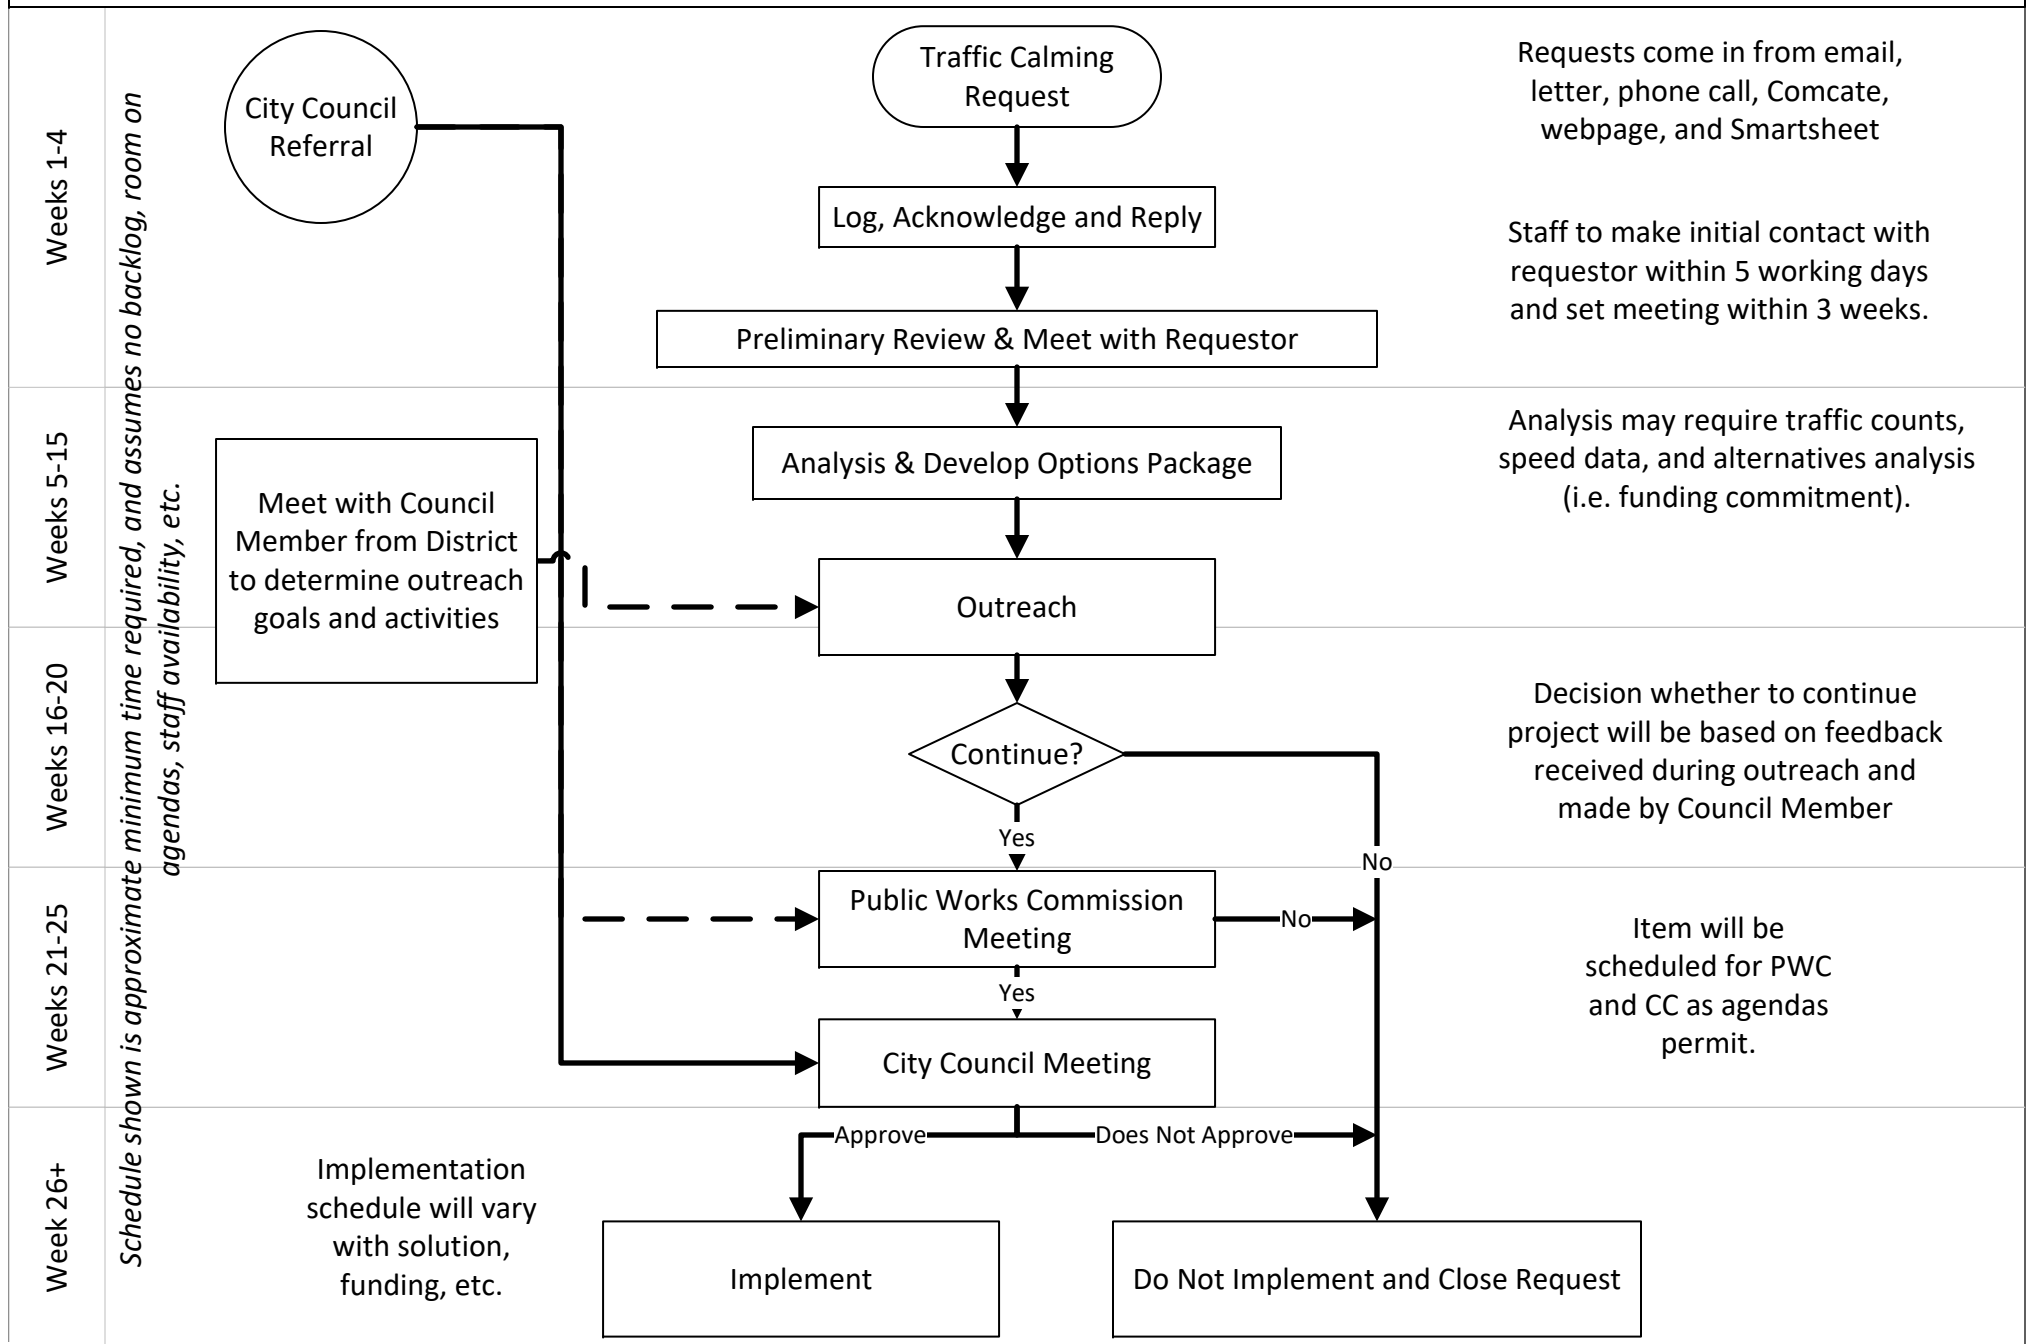 Traffic Calming
Request
Requests come in from email,
letter, phone call, Comcate,
webpage, and Smartsheet
City Council
Referral
Weeks 1-4
Log, Acknowledge and Reply
Staff to make initial contact with
requestor within 5 working days
and set meeting within 3 weeks.
Preliminary Review & Meet with Requestor
Schedule shown is approximate minimum time required, and assumes no backlog, room on
agendas, staff availability, etc.
Weeks 5-15
Analysis & Develop Options Package
Analysis may require traffic counts,
speed data, and alternatives analysis
(i.e. funding commitment).
Meet with Council
Member from District
to determine outreach
goals and activities
Outreach
Weeks 16-20
Continue?
Decision whether to continue
project will be based on feedback
received during outreach and
made by Council Member
Yes
No
Weeks 21-25
Public Works Commission
Meeting
No
Item will be
scheduled for PWC
and CC as agendas
permit.
Yes
City Council Meeting
Approve
Does Not Approve
Week 26+
Implementation
schedule will vary
with solution,
funding, etc.
Implement
Do Not Implement and Close Request